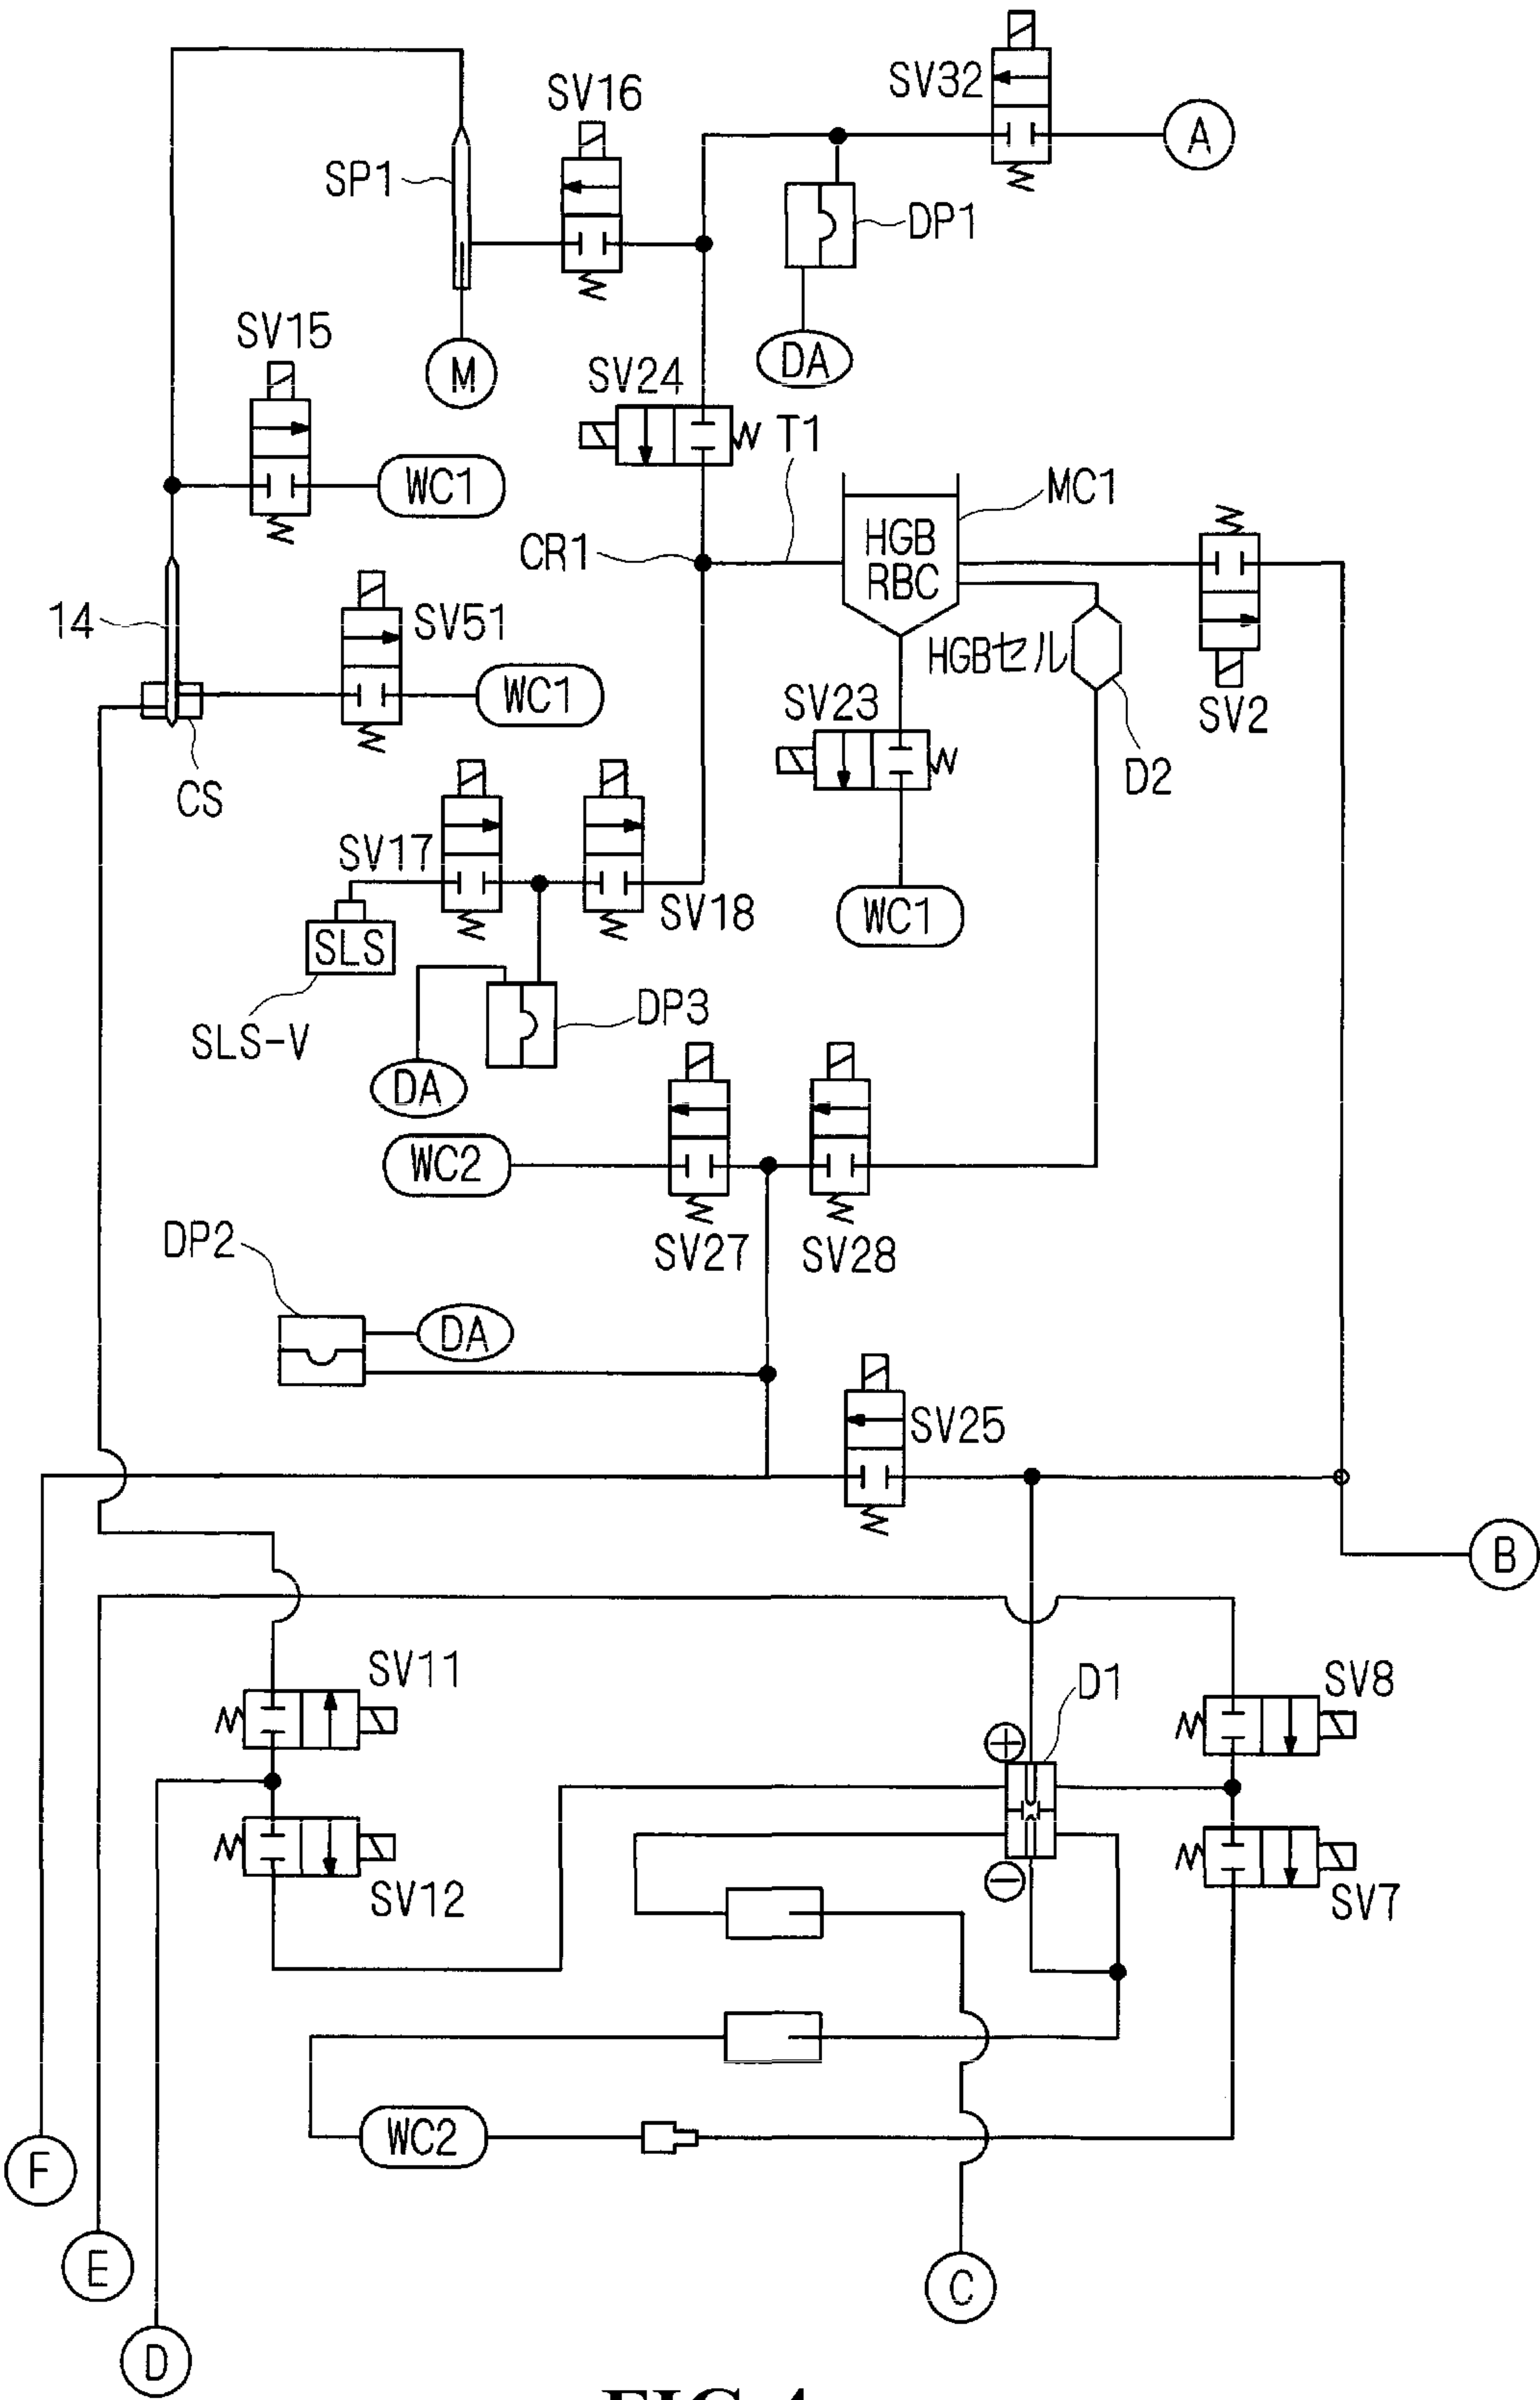 SV32
SV16
A
SP1
DP1
SV15
M
DA
SV24
T1
WC1
MC1
HGB
RBC
CR1
14
SV51
HGBセル
WC1
SV23
SV2
D2
CS
SV17
SV18
WC1
SLS
DP3
SLS-V
DA
WC2
SV27
SV28
DP2
DA
SV25
B
SV11
D1
SV8
+
SV12
−
SV7
WC2
F
E
C
D